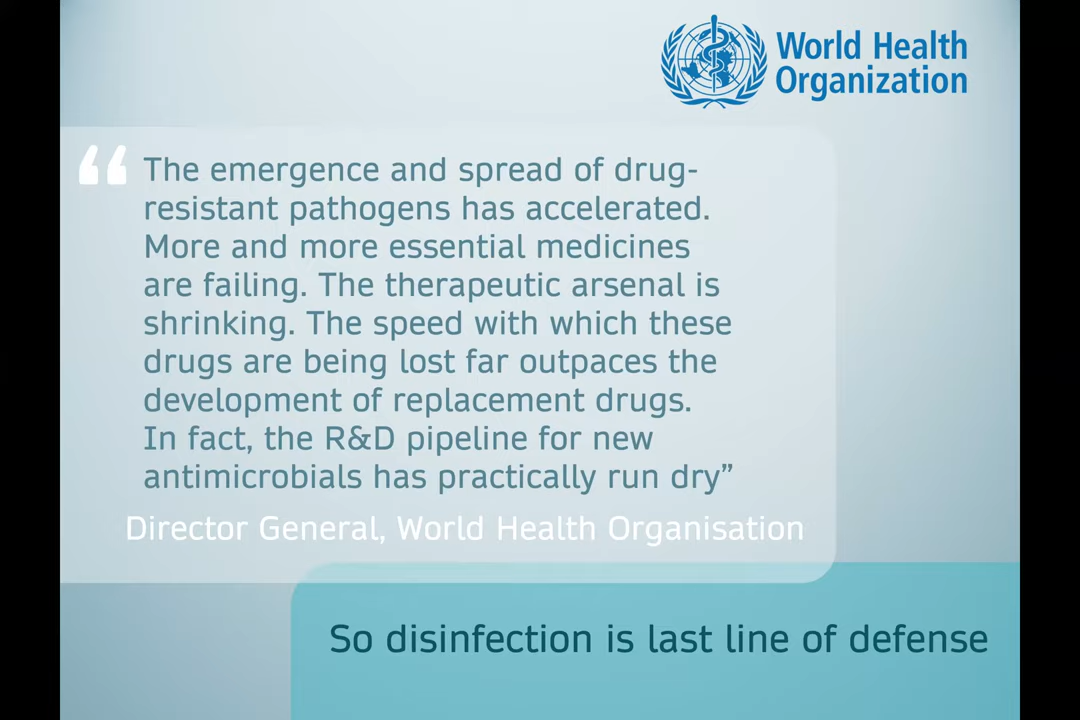 World Health
Organization
“ The emergence and spread of drug-
resistant pathogens has accelerated.
More and more essential medicines
are failing. The therapeutic arsenal is
shrinking. The speed with which these
drugs are being lost far outpaces the
development of replacement drugs.
In fact, the R&D pipeline for new
antimicrobials has practically run dry”
Director General, World Health Organisation
So disinfection is last line of defense